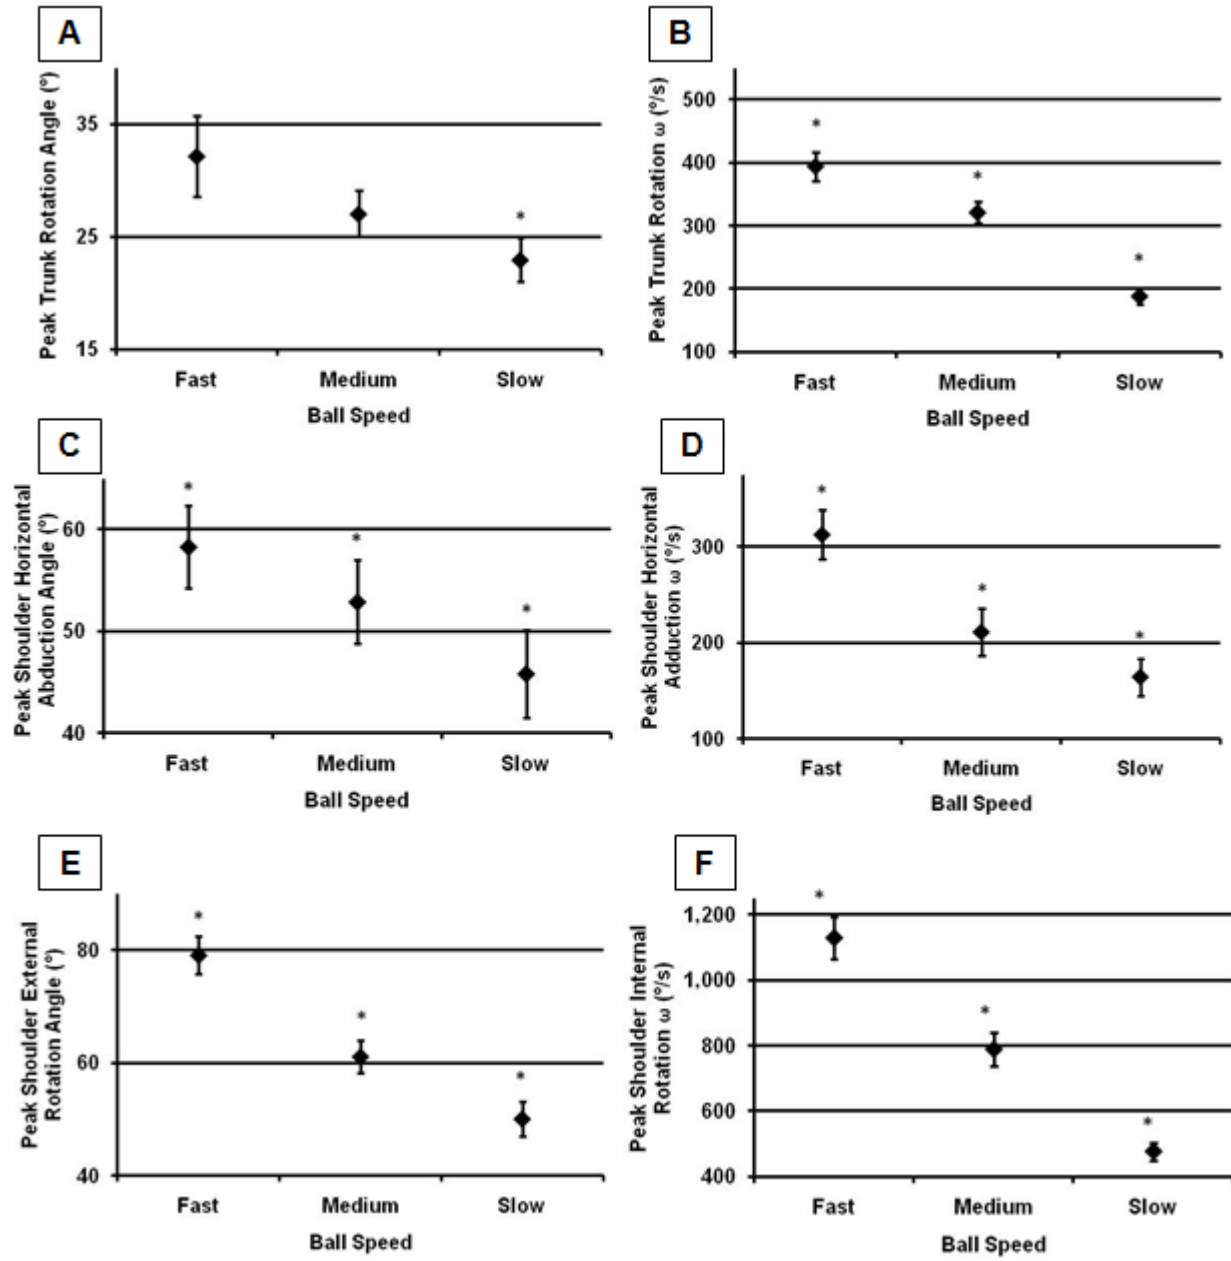 A
Peak Trunk Rotation Angle (°)
35
25
15
*
Fast Medium Slow
Ball Speed
B
Peak Trunk Rotation ω (°/s)
500
400
300
200
100
*
*
*
Fast Medium Slow
Ball Speed
C
Peak Shoulder Horizontal
Abduction Angle (°)
60
50
40
*
*
*
Fast Medium Slow
Ball Speed
D
Peak Shoulder Horizontal
Adduction ω (°/s)
300
200
100
*
*
*
Fast Medium Slow
Ball Speed
E
Peak Shoulder External
Rotation Angle (°)
80
60
40
*
*
*
Fast Medium Slow
Ball Speed
F
Peak Shoulder Internal
Rotation ω (°/s)
1,200
1,000
800
600
400
*
*
*
Fast Medium Slow
Ball Speed